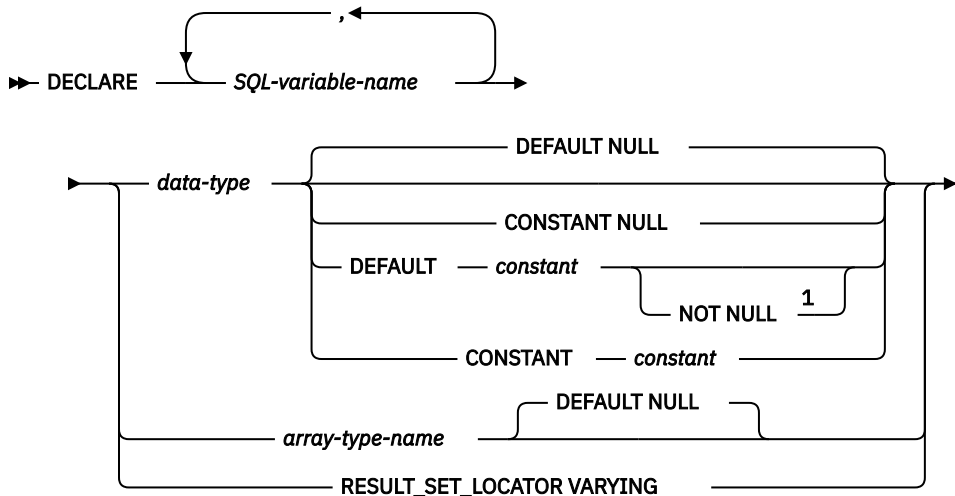 ,
DECLARE SQL-variable-name
DEFAULT NULL
data-type
CONSTANT NULL
DEFAULT constant
NOT NULL 1
CONSTANT constant
DEFAULT NULL
array-type-name
RESULT_SET_LOCATOR VARYING